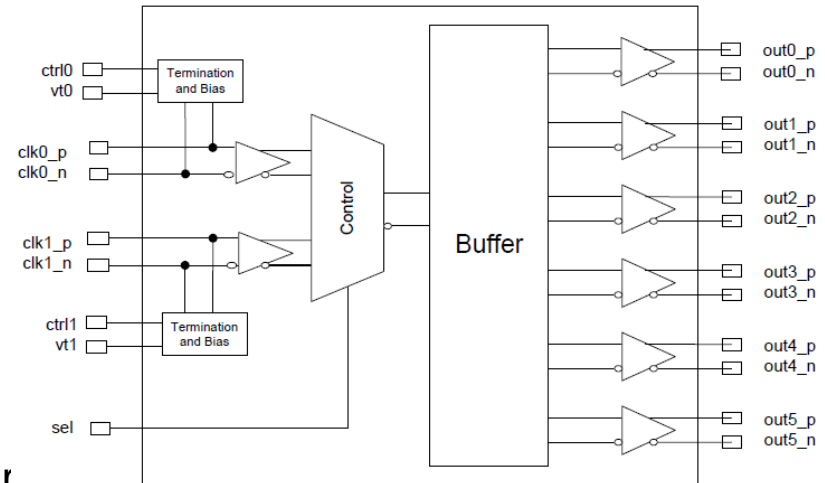 ctrl0
vt0
Termination
and Bias
clk0_p
clk0_n
clk1_p
clk1_n
ctrl1
vt1
Termination
and Bias
sel
Control
Buffer
out0_p
out0_n
out1_p
out1_n
out2_p
out2_n
out3_p
out3_n
out4_p
out4_n
out5_p
out5_n
r